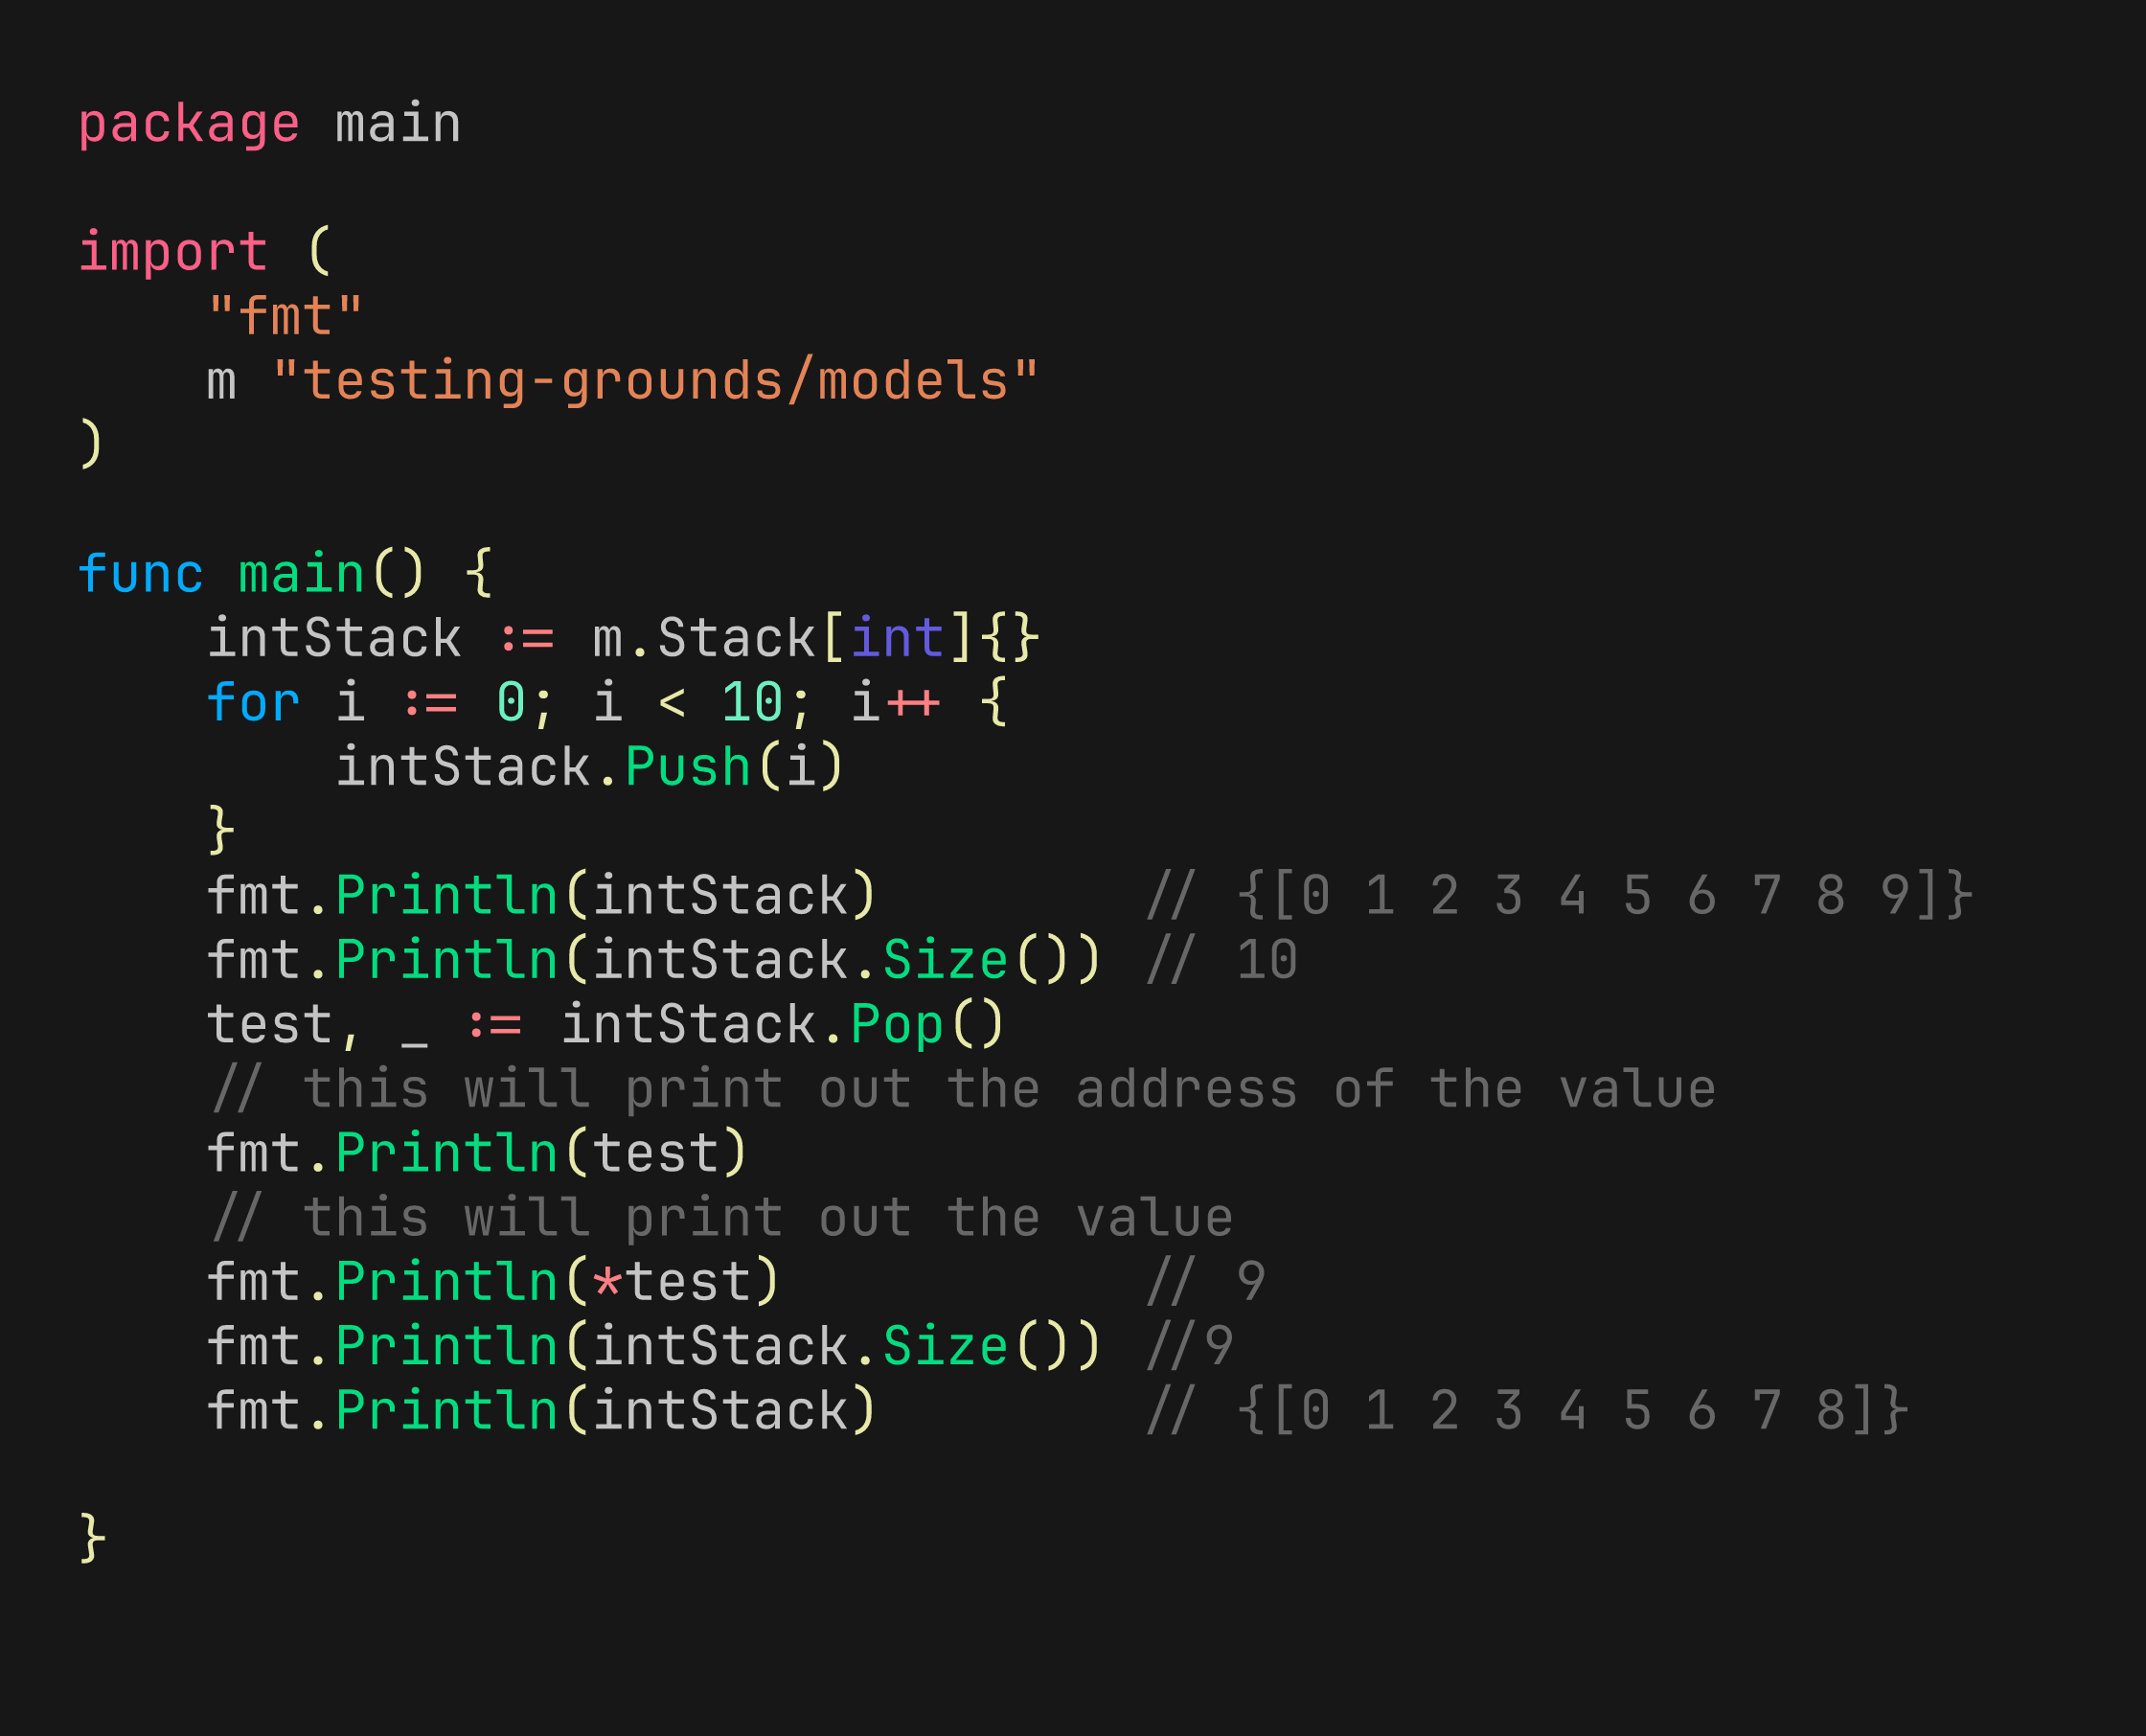 package main

import (
    "fmt"
    m "testing-grounds/models"
)

func main() {
    intStack := m.Stack[int]{}
    for i := 0; i < 10; i++ {
        intStack.Push(i)
    }
    fmt.Println(intStack)        // {[0 1 2 3 4 5 6 7 8 9]}
    fmt.Println(intStack.Size()) // 10
    test, _ := intStack.Pop()
    // this will print out the address of the value
    fmt.Println(test)
    // this will print out the value
    fmt.Println(*test)           // 9
    fmt.Println(intStack.Size()) //9
    fmt.Println(intStack)        // {[0 1 2 3 4 5 6 7 8]}

}